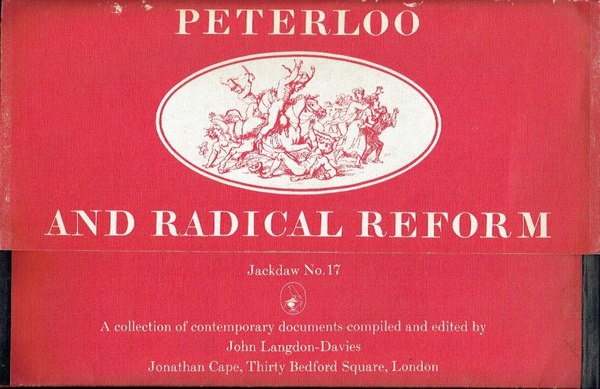 PETERLOO
AND RADICAL REFORM
Jackdaw No.17
A collection of contemporary documents compiled and edited by
John Langdon-Davies
Jonathan Cape, Thirty Bedford Square, London